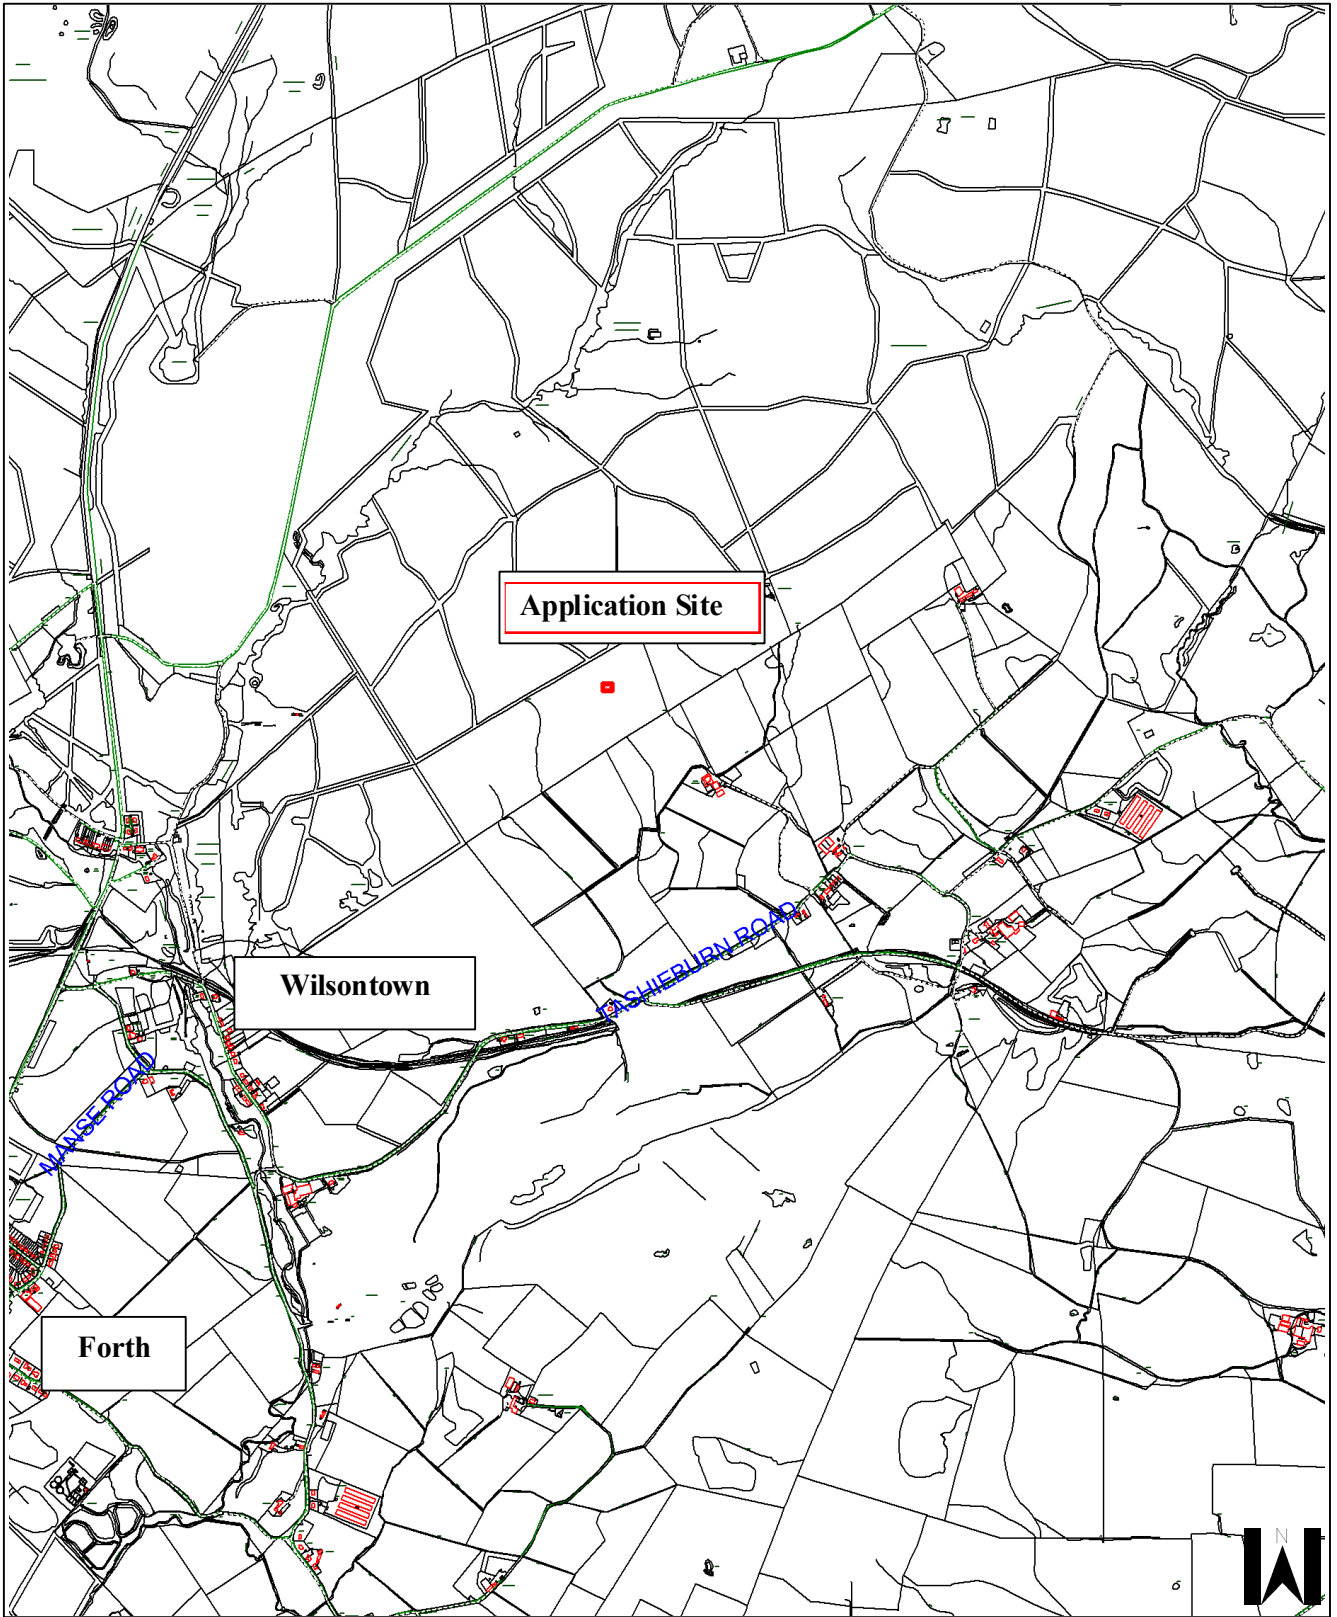 Application Site
TASHIEBURN ROAD
Wilsontown
MANSE ROAD
Forth
N